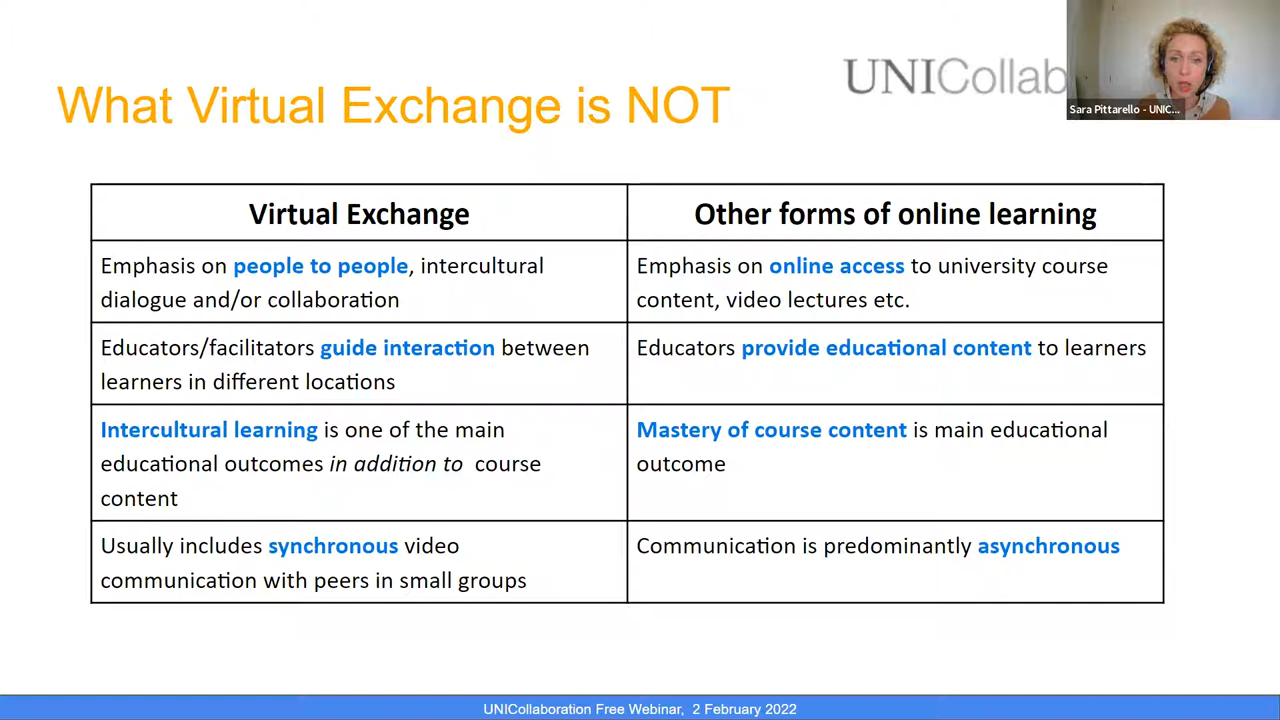 UNICollab
Sara Pittarello - UNIC...
What Virtual Exchange is NOT
Virtual Exchange
Other forms of online learning
Emphasis on people to people, intercultural
dialogue and/or collaboration
Emphasis on online access to university course
content, video lectures etc.
Educators/facilitators guide interaction between
learners in different locations
Educators provide educational content to learners
Intercultural learning is one of the main
educational outcomes in addition to course
content
Mastery of course content is main educational
outcome
Usually includes synchronous video
communication with peers in small groups
Communication is predominantly asynchronous
UNICollaboration Free Webinar, 2 February 2022